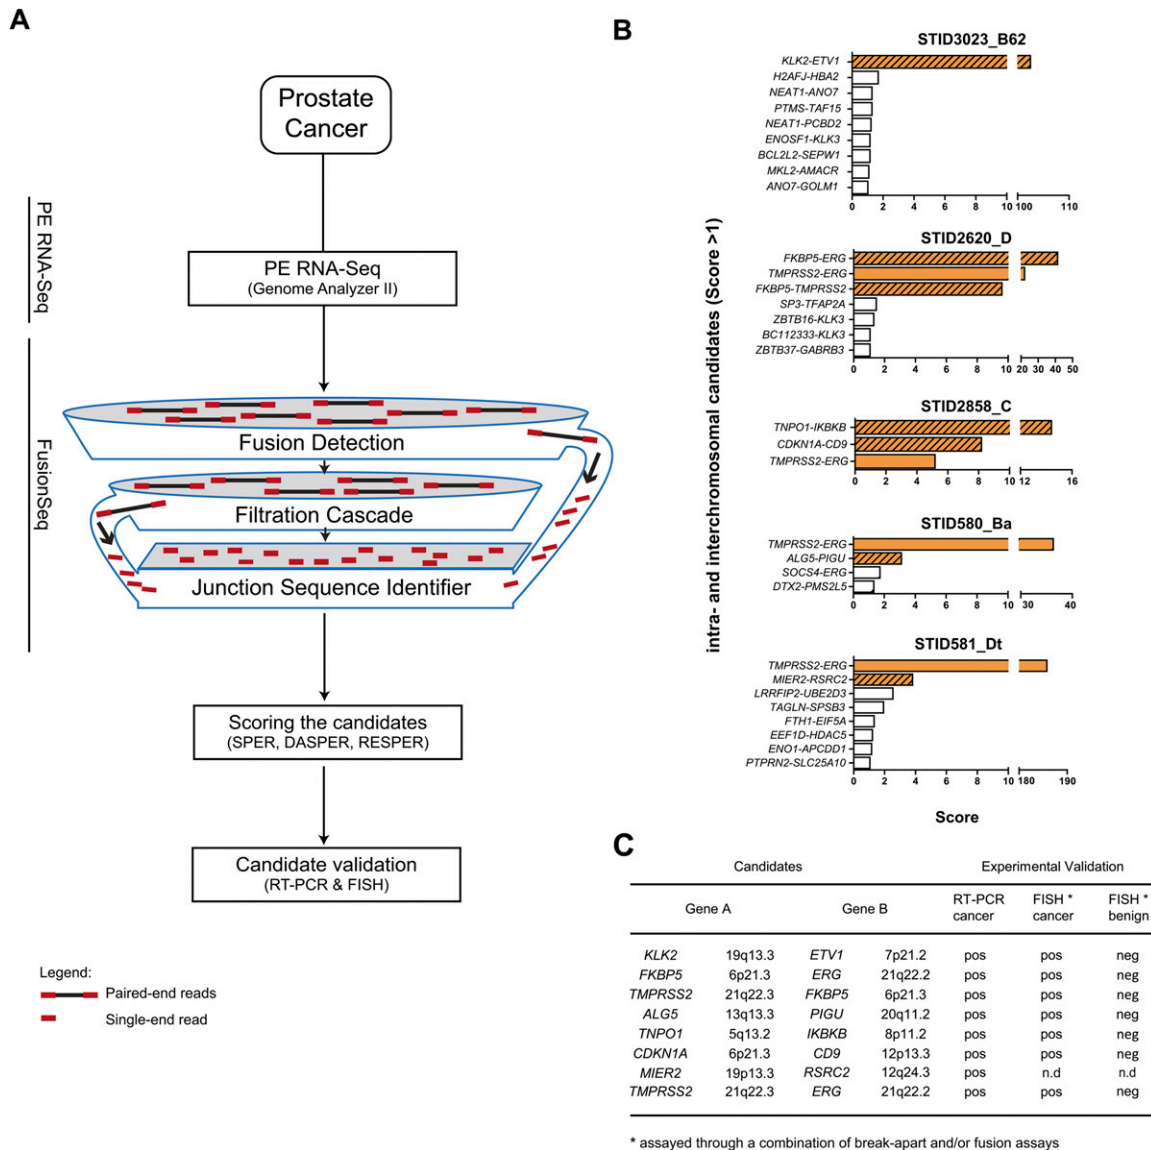 A
Prostate
Cancer
PE RNA-Seq
PE RNA-Seq
(Genome Analyzer II)
FusionSeq
Fusion Detection
Filtration Cascade
Junction Sequence Identifier
Scoring the candidates
(SPER, DASPER, RESPER)
Candidate validation
(RT-PCR & FISH)
Legend:
Paired-end reads
Single-end read
B
intra- and interchromosomal candidates (Score >1)
STID3023_B62
KLK2-ETV1
H2AFJ-HBA2
NEAT1-ANO7
PTMS-TAF15
NEAT1-PCBD2
ENOSF1-KLK3
BCL2L2-SEPW1
MKL2-AMACR
ANO7-GOLM1
0 2 4 6 8 10 100 110
STID2620_D
FKBP5-ERG
TMPRSS2-ERG
FKBP5-TMPRSS2
SP3-TFAP2A
ZBTB16-KLK3
BC112333-KLK3
ZBTB37-GABRB3
0 2 4 6 8 10 20 30 40 50
STID2858_C
TNPO1-IKBKB
CDKN1A-CD9
TMPRSS2-ERG
0 2 4 6 8 10 12 16
STID580_Ba
TMPRSS2-ERG
ALG5-PIGU
SOCS4-ERG
DTX2-PMS2L5
0 2 4 6 8 10 30 40
STID581_Dt
TMPRSS2-ERG
MIER2-RSRC2
LRRFIP2-UBE2D3
TAGLN-SPSB3
FTH1-EIF5A
EEF1D-HDAC5
ENO1-APCDD1
PTPRN2-SLC25A10
0 2 4 6 8 10 180 190
Score
C
Candidates Experimental Validation
Gene A Gene B RT-PCR cancer FISH * cancer FISH * benign
KLK2 19q13.3 ETV1 7p21.2 pos pos neg
FKBP5 6p21.3 ERG 21q22.2 pos pos neg
TMPRSS2 21q22.3 FKBP5 6p21.3 pos pos neg
ALG5 13q13.3 PIGU 20q11.2 pos pos neg
TNPO1 5q13.2 IKBKB 8p11.2 pos pos neg
CDKN1A 6p21.3 CD9 12p13.3 pos pos neg
MIER2 19p13.3 RSRC2 12q24.3 pos n.d n.d
TMPRSS2 21q22.3 ERG 21q22.2 pos pos neg
* assayed through a combination of break-apart and/or fusion assays